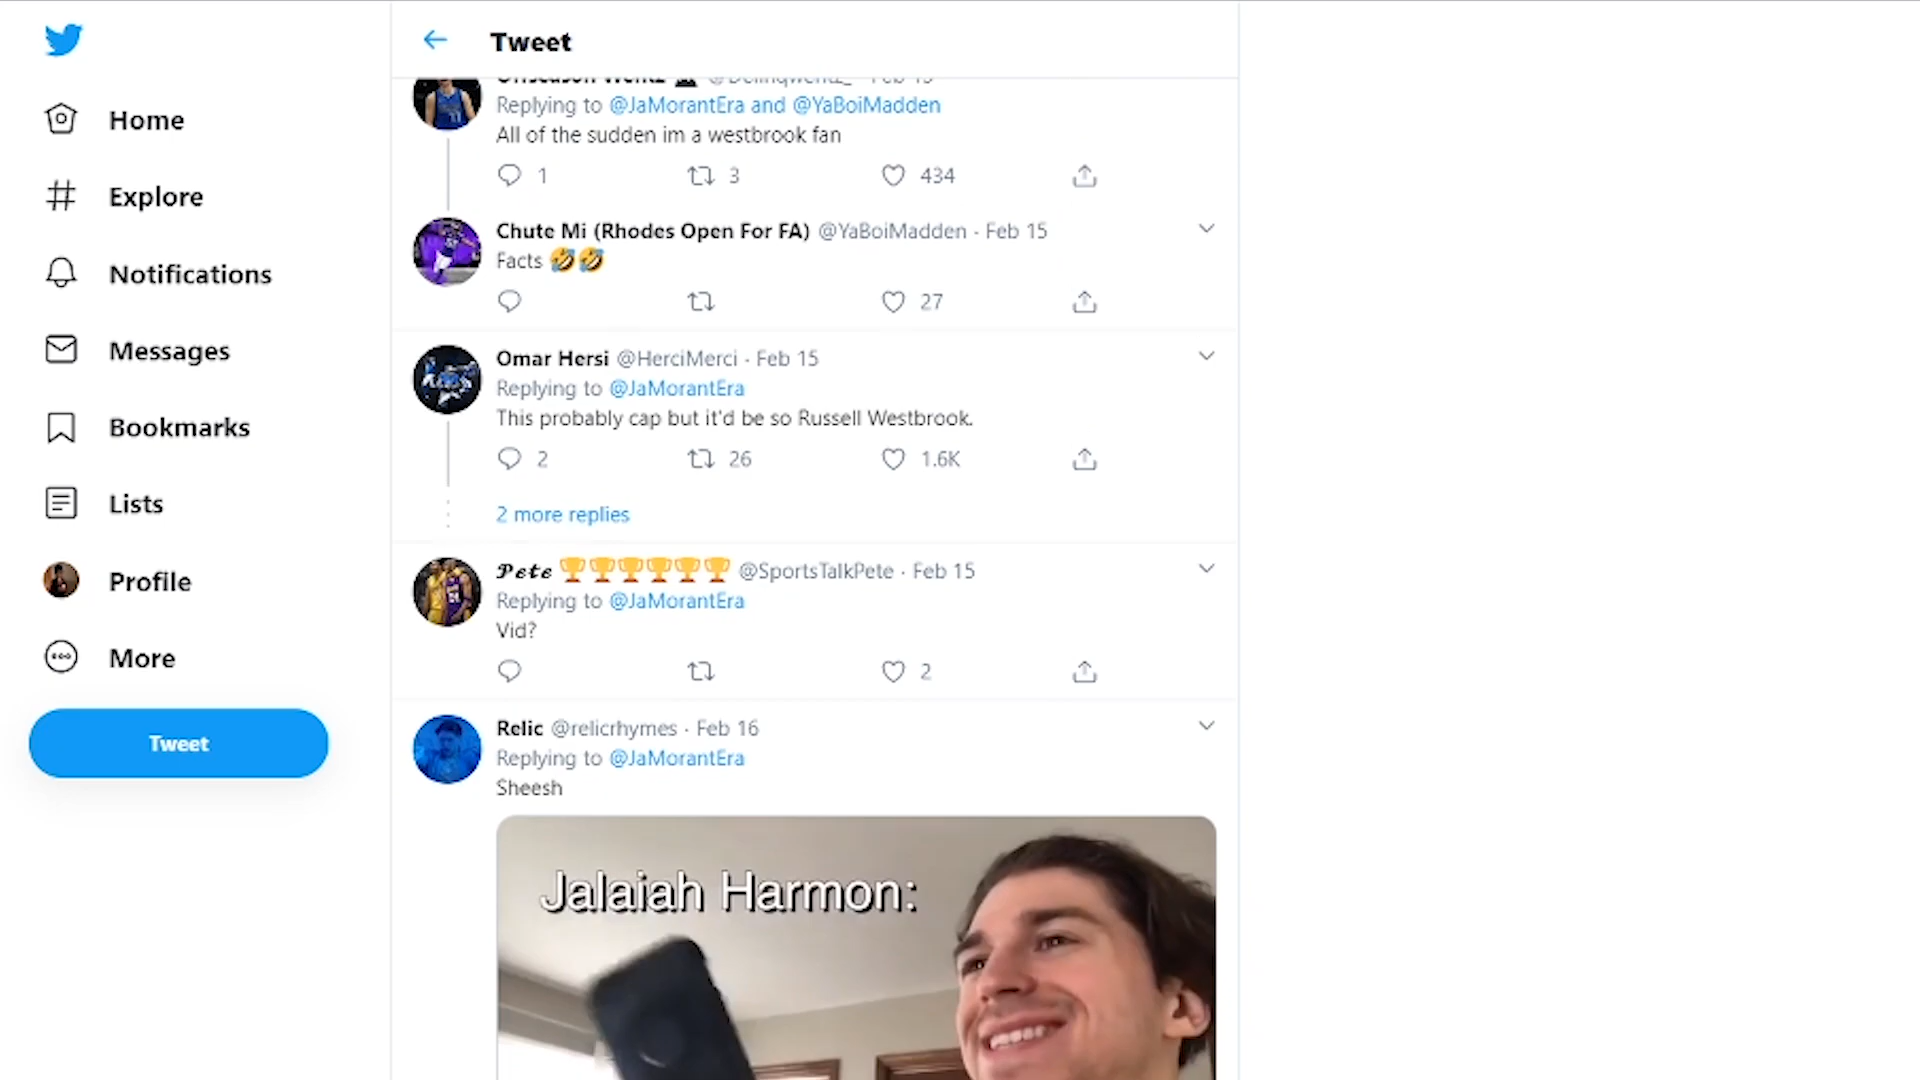 Tweet
Home
Explore
Notifications
Messages
Bookmarks
Lists
Profile
More
Tweet
Feb 15
Replying to @JaMorantEra and @YaBoiMadden
All of the sudden im a westbrook fan
1 3 434
Chute Mi (Rhodes Open For FA) @YaBoiMadden · Feb 15
Facts 🤣🤣
27
Omar Hersi @HerciMerci · Feb 15
Replying to @JaMorantEra
This probably cap but it'd be so Russell Westbrook.
2 26 1.6K
2 more replies
𝓟𝓮𝓽𝓮 🏆🏆🏆🏆🏆🏆 @SportsTalkPete · Feb 15
Replying to @JaMorantEra
Vid?
2
Relic @relicrhymes · Feb 16
Replying to @JaMorantEra
Sheesh
Jalaiah Harmon: